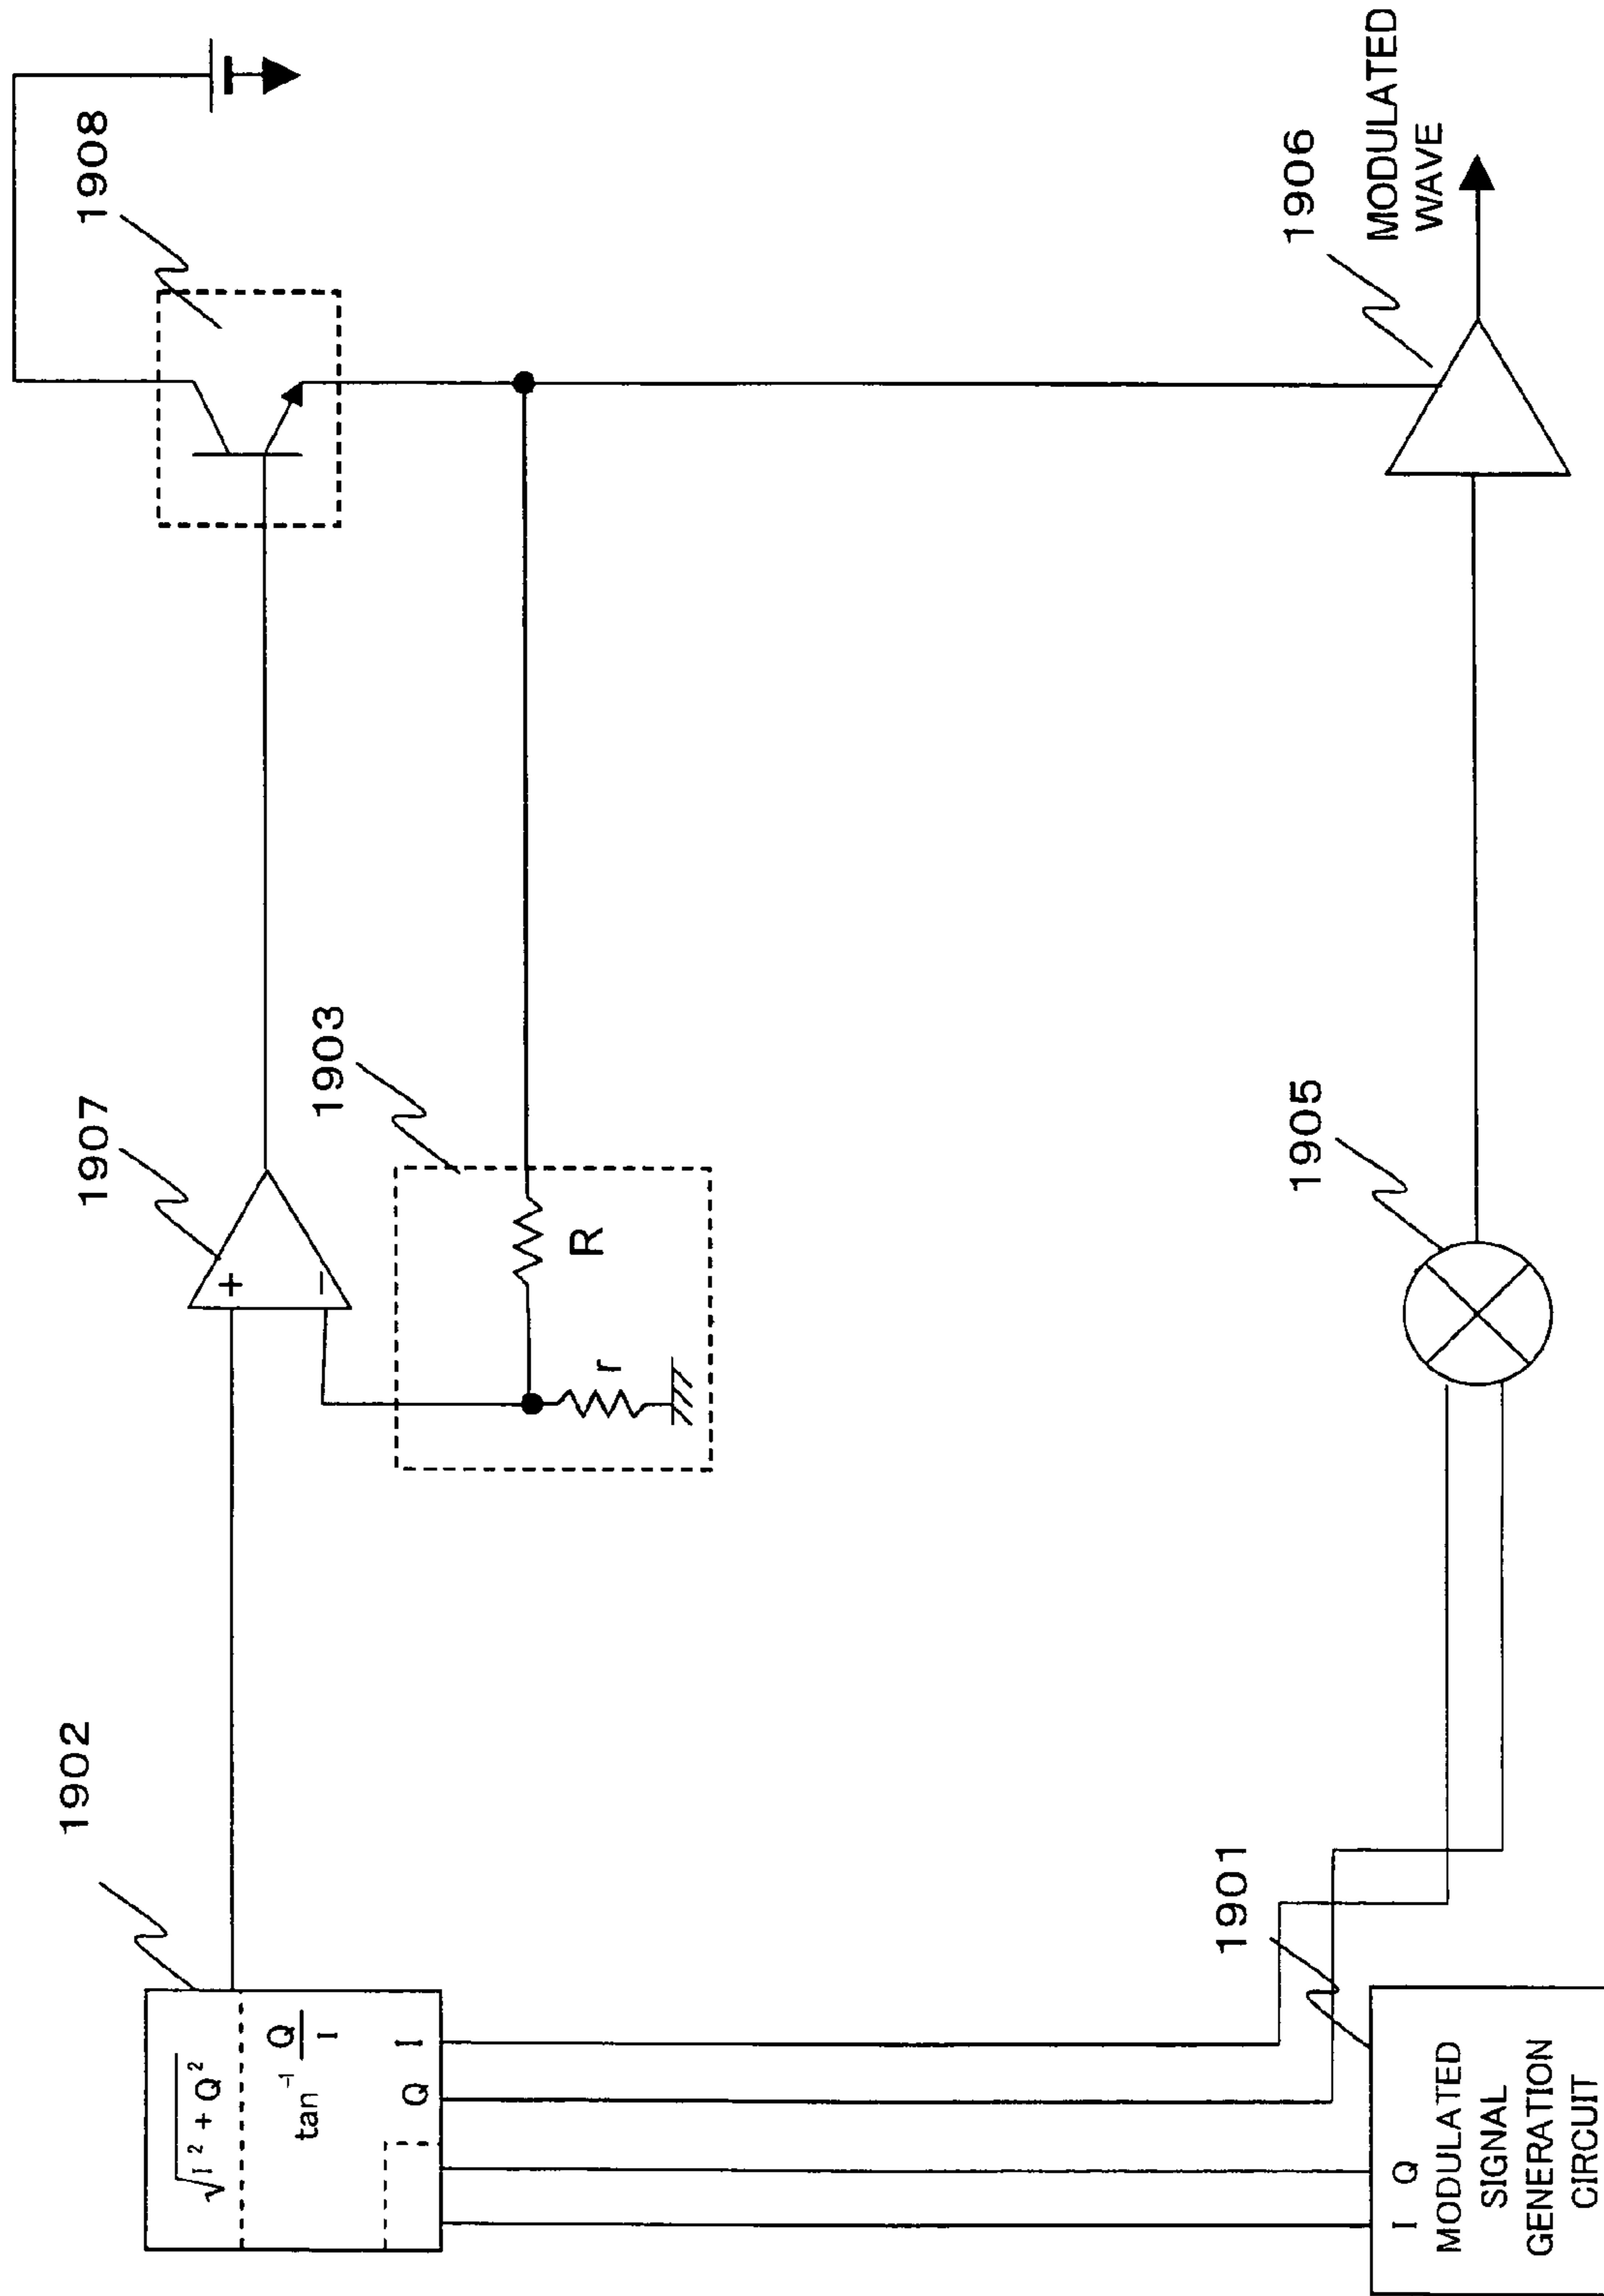 1902
√I² + Q²
tan⁻¹ Q/I
Q I
1907
+
−
1903
R
r
1908
1901
I Q
MODULATED
SIGNAL
GENERATION
CIRCUIT
1905
1906
MODULATED
WAVE